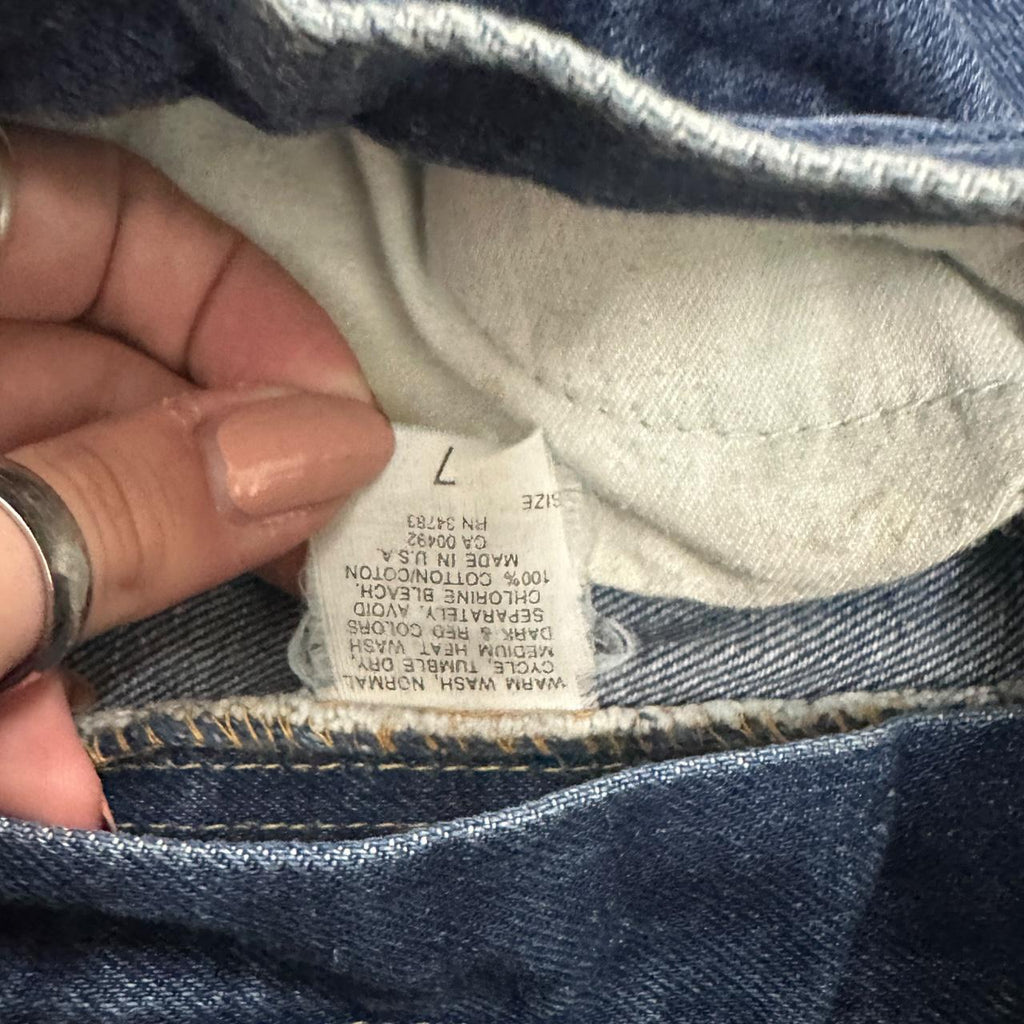 WARM WASH, NORMAL
CYCLE, TUMBLE DRY,
MEDIUM HEAT. WASH
DARK & RED COLORS
SEPARATELY. AVOID
CHLORINE BLEACH.
100% COTTON/COTON
MADE IN U.S.A.
CA 00492
RN 34783
SIZE
7